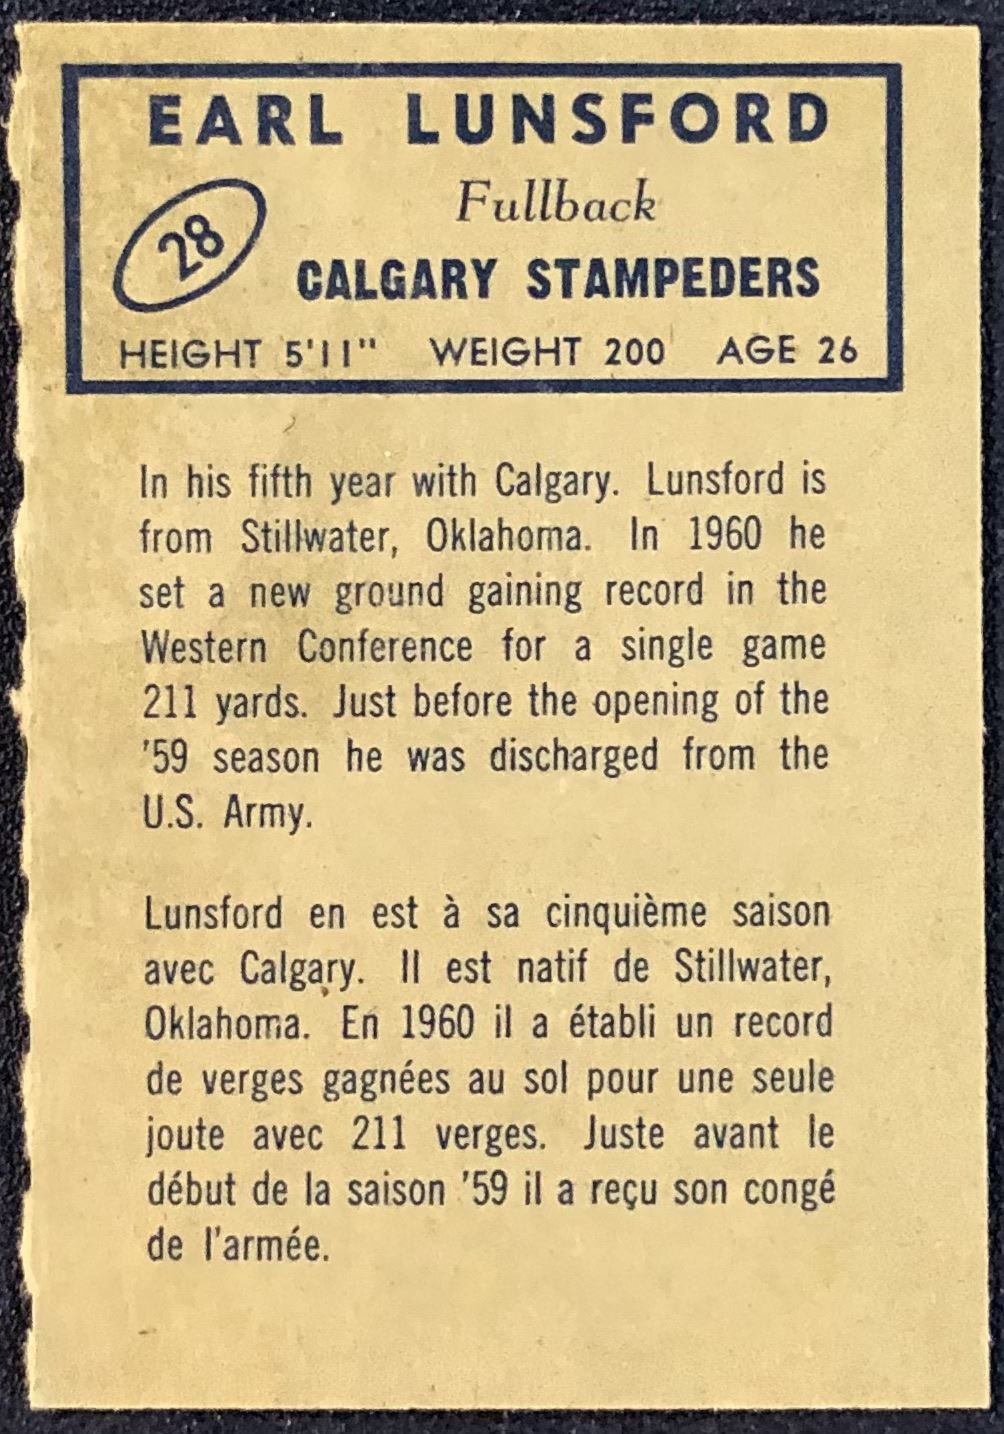 EARL LUNSFORD
Fullback
28
CALGARY STAMPEDERS
HEIGHT 5'11" WEIGHT 200 AGE 26
In his fifth year with Calgary. Lunsford is
from Stillwater, Oklahoma. In 1960 he
set a new ground gaining record in the
Western Conference for a single game
211 yards. Just before the opening of the
'59 season he was discharged from the
U.S. Army.
Lunsford en est à sa cinquième saison
avec Calgary. Il est natif de Stillwater,
Oklahoma. En 1960 il a établi un record
de verges gagnées au sol pour une seule
joute avec 211 verges. Juste avant le
début de la saison '59 il a reçu son congé
de l'armée.